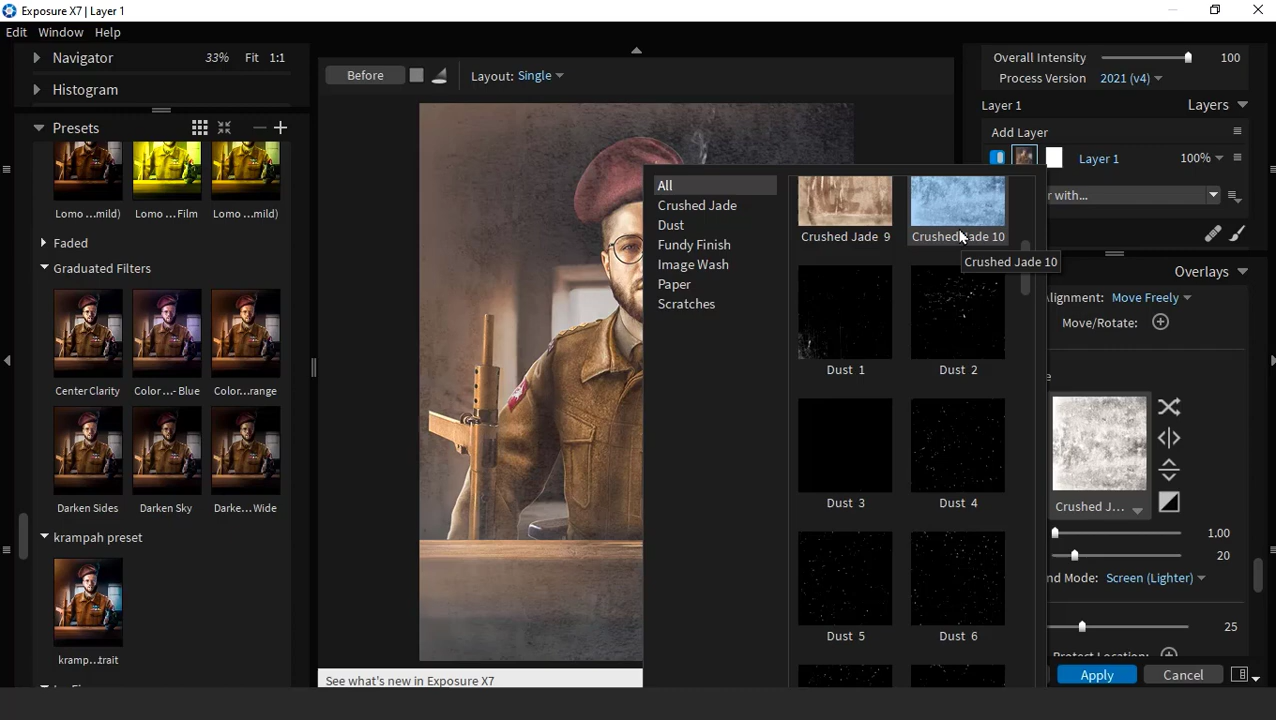 Exposure X7 | Layer 1
Edit Window Help
Navigator 33% Fit 1:1
Histogram
Presets
Lomo ...mild) Lomo ... Film Lomo ...mild)
Faded
Graduated Filters
Center Clarity Color ...- Blue Color...range
Darken Sides Darken Sky Darke...Wide
krampah preset
kramp...trait
Before Layout: Single
See what's new in Exposure X7
All
Crushed Jade
Dust
Fundy Finish
Image Wash
Paper
Scratches
Crushed Jade 9 Crushed Jade 10
Crushed Jade 10
Dust 1 Dust 2
Dust 3 Dust 4
Dust 5 Dust 6
Overall Intensity 100
Process Version 2021 (v4)
Layer 1 Layers
Add Layer
Layer 1 100%
r with...
Overlays
Alignment: Move Freely
Move/Rotate:
e
Crushed J...
1.00
20
nd Mode: Screen (Lighter)
25
Protect Location:
Apply Cancel